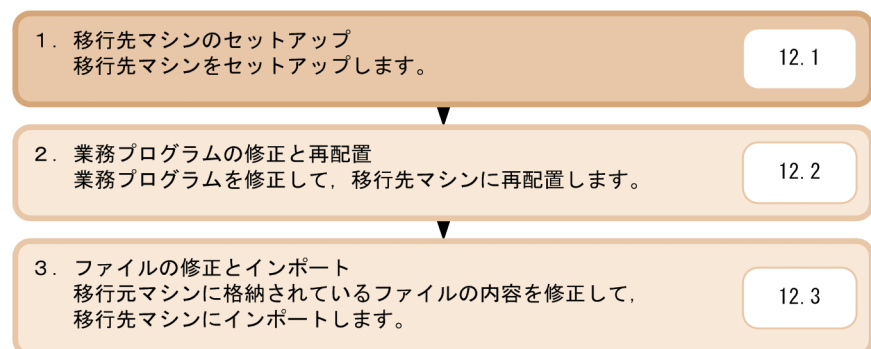 1. 移行先マシンのセットアップ
移行先マシンをセットアップします。
12.1
2. 業務プログラムの修正と再配置
業務プログラムを修正して，移行先マシンに再配置します。
12.2
3. ファイルの修正とインポート
移行元マシンに格納されているファイルの内容を修正して，
移行先マシンにインポートします。
12.3